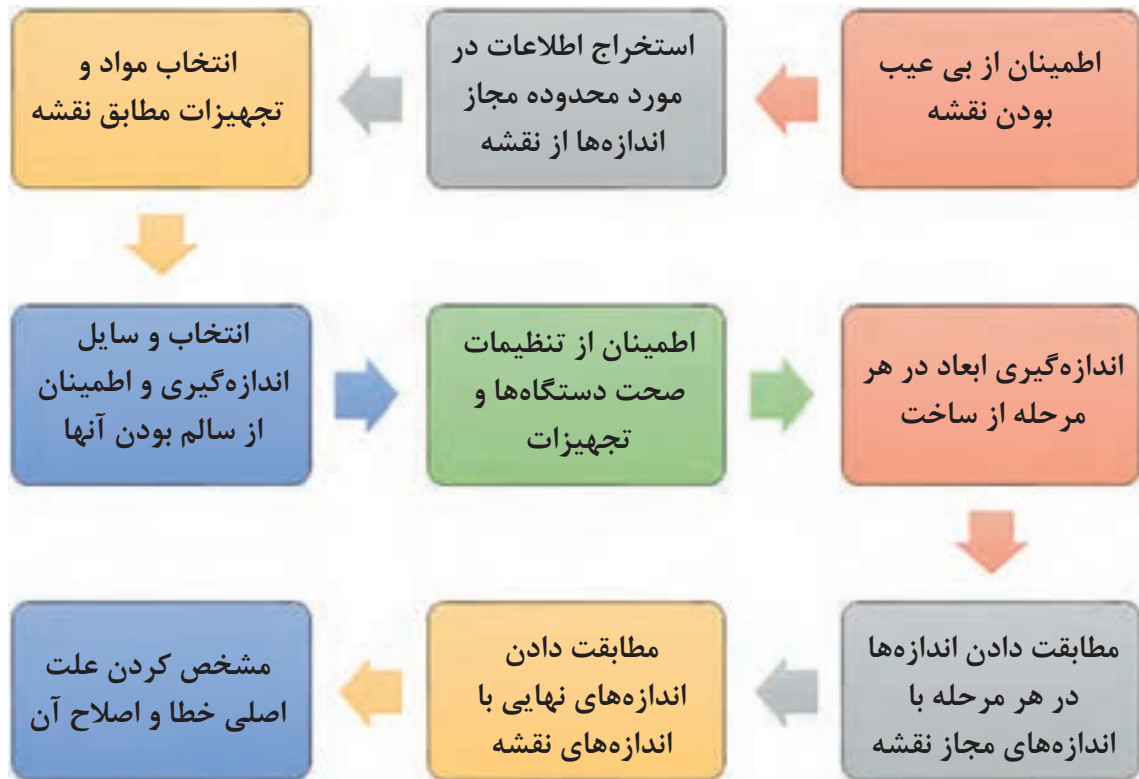 اطمینان از بی عیب
بودن نقشه
استخراج اطلاعات در
مورد محدوده مجاز
اندازه‌ها از نقشه
انتخاب مواد و
تجهیزات مطابق نقشه
انتخاب و سایل
اندازه‌گیری و اطمینان
از سالم بودن آنها
اطمینان از تنظیمات
صحت دستگاه‌ها و
تجهیزات
اندازه‌گیری ابعاد در هر
مرحله از ساخت
مطابقت دادن اندازه‌ها
در هر مرحله با
اندازه‌های مجاز نقشه
مطابقت دادن
اندازه‌های نهایی با
اندازه‌های نقشه
مشخص کردن علت
اصلی خطا و اصلاح آن